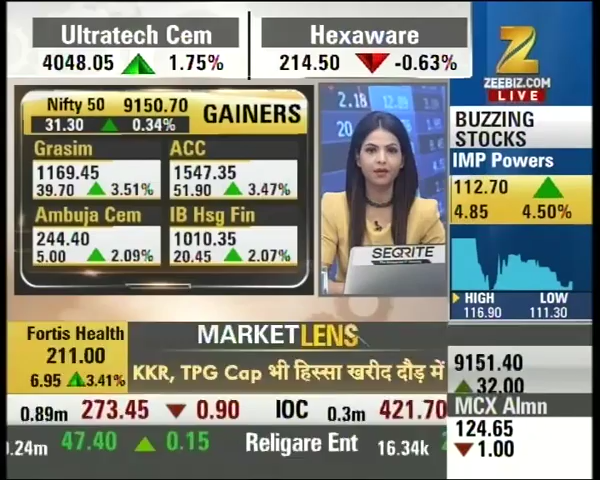 Ultratech Cem
4048.05 1.75%
Hexaware
214.50 -0.63%
ZEEBIZ.COM
LIVE
Nifty 50 9150.70
31.30 0.34%
GAINERS
Grasim
1169.45
39.70 3.51%
ACC
1547.35
51.90 3.47%
Ambuja Cem
244.40
5.00 2.09%
IB Hsg Fin
1010.35
20.45 2.07%
2.18
20
SEQRITE
BUZZING
STOCKS
IMP Powers
112.70
4.85 4.50%
HIGH LOW
116.90 111.30
Fortis Health
211.00
6.95 3.41%
MARKETLENS
KKR, TPG Cap भी हिस्सा खरीद दौड़ में
9151.40
32.00
MCX Almn
124.65
1.00
0.89m 273.45 0.90 IOC 0.3m 421.70
0.24m 47.40 0.15 Religare Ent 16.34k